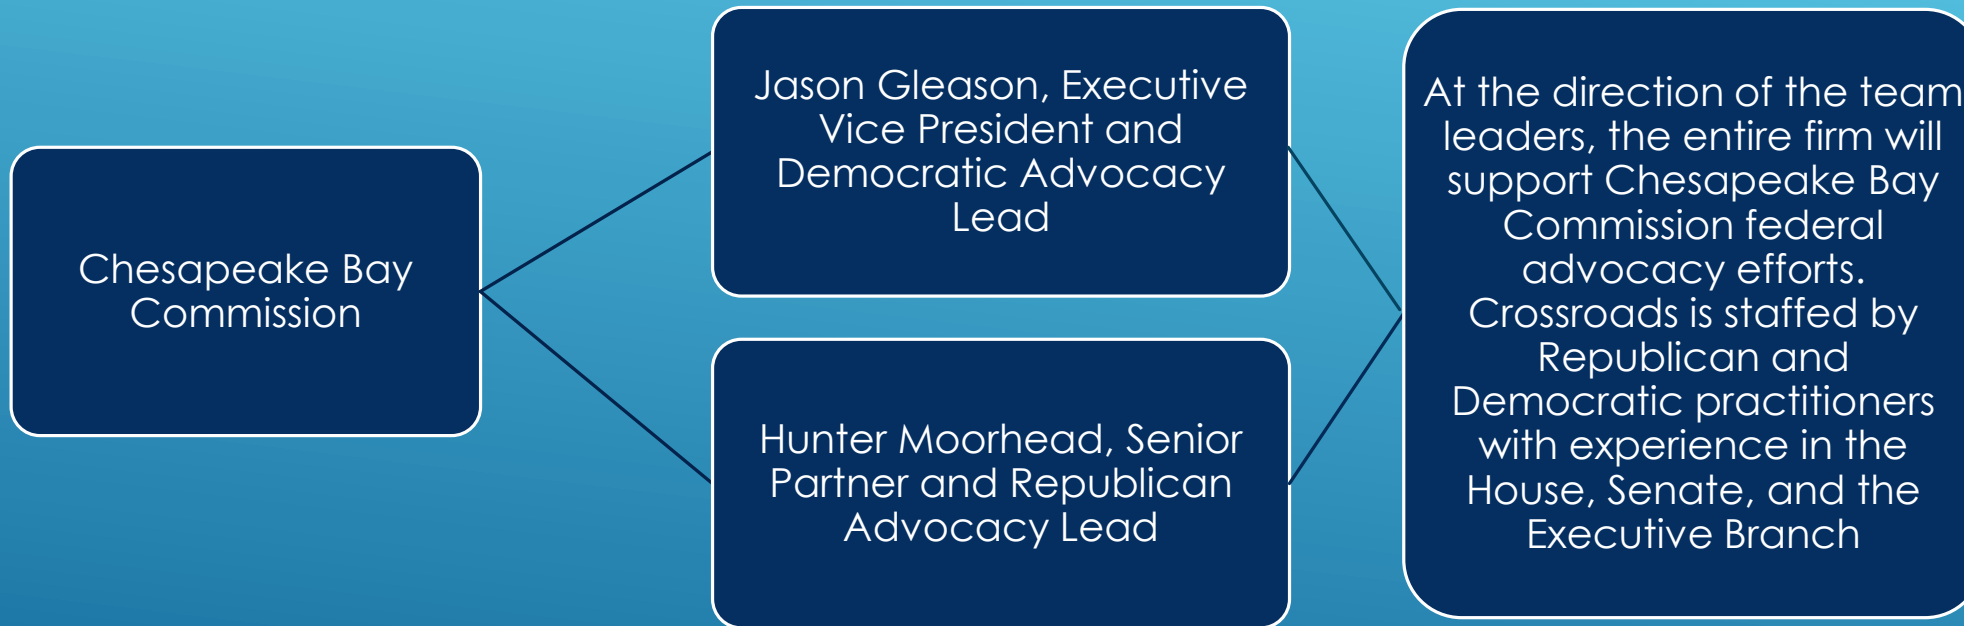 Chesapeake Bay
Commission
Jason Gleason, Executive
Vice President and
Democratic Advocacy
Lead
Hunter Moorhead, Senior
Partner and Republican
Advocacy Lead
At the direction of the team
leaders, the entire firm will
support Chesapeake Bay
Commission federal
advocacy efforts.
Crossroads is staffed by
Republican and
Democratic practitioners
with experience in the
House, Senate, and the
Executive Branch